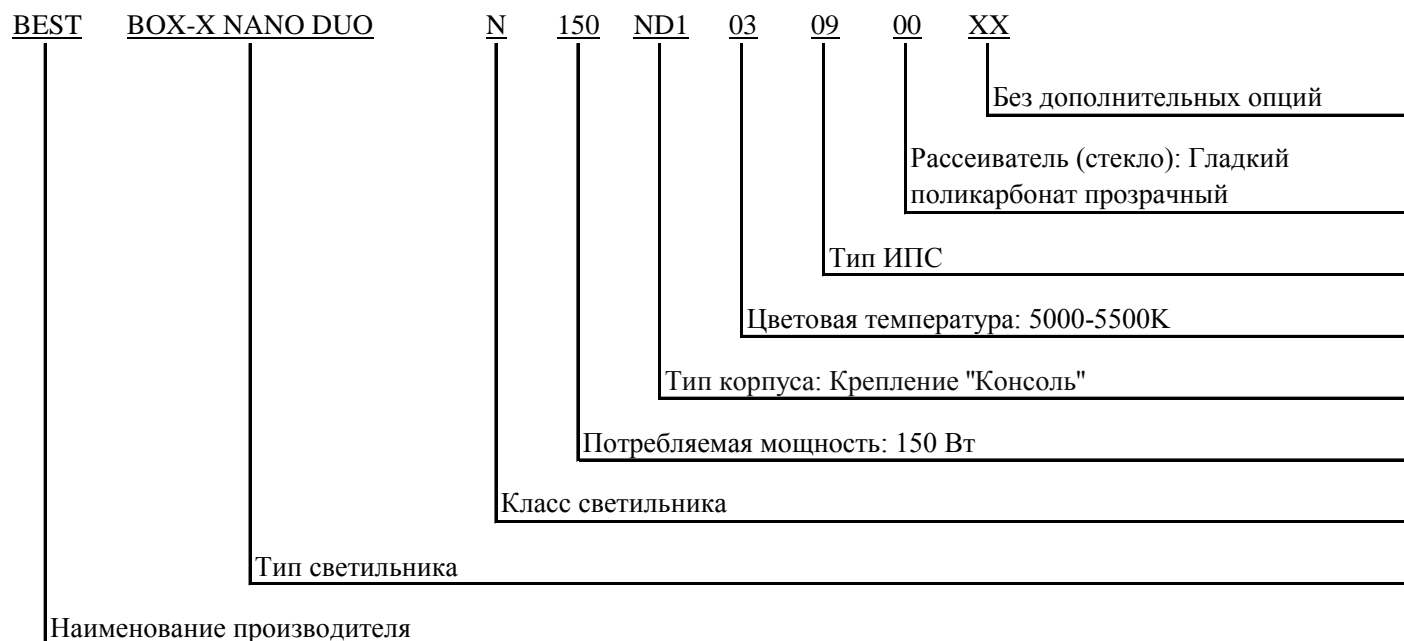 BEST BOX-X NANO DUO N 150 ND1 03 09 00 XX
Без дополнительных опций
Рассеиватель (стекло): Гладкий
поликарбонат прозрачный
Тип ИПС
Цветовая температура: 5000-5500K
Тип корпуса: Крепление "Консоль"
Потребляемая мощность: 150 Вт
Класс светильника
Тип светильника
Наименование производителя